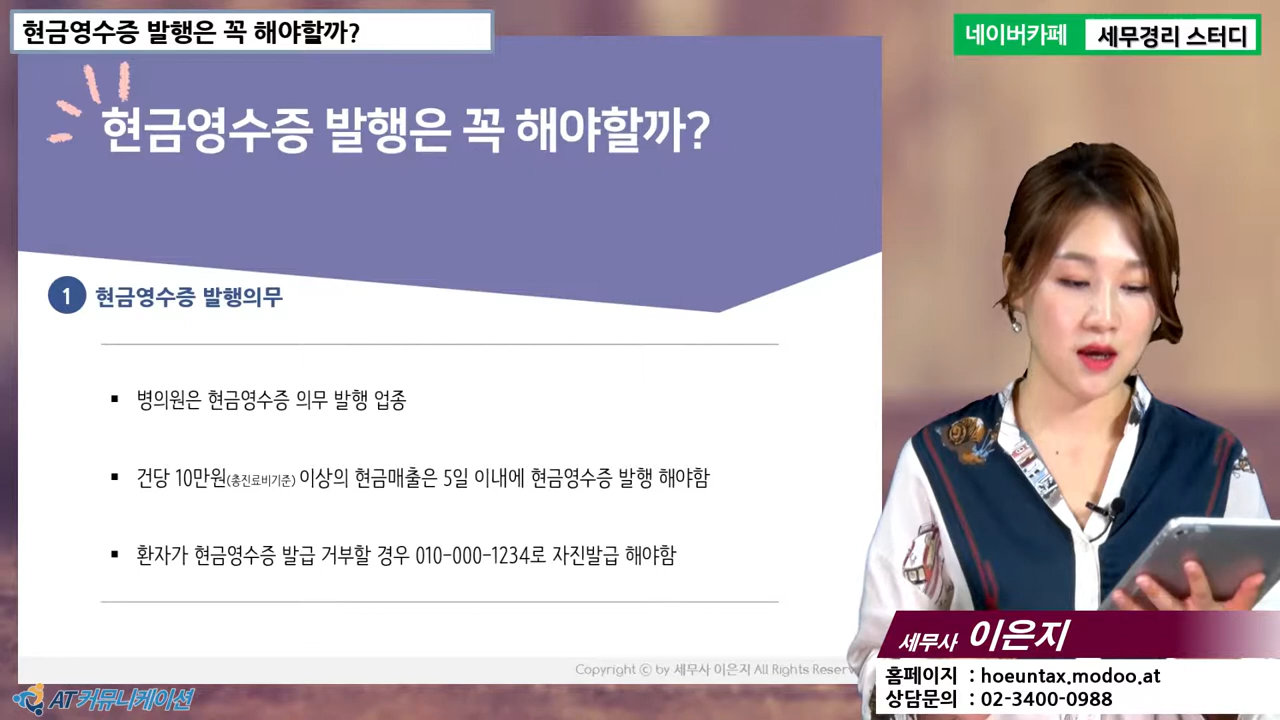 현금영수증 발행은 꼭 해야할까?
네이버카페 세무경리 스터디
현금영수증 발행은 꼭 해야할까?
1 현금영수증 발행의무
▪ 병의원은 현금영수증 의무 발행 업종
▪ 건당 10만원(총진료비기준) 이상의 현금매출은 5일 이내에 현금영수증 발행 해야함
▪ 환자가 현금영수증 발급 거부할 경우 010-000-1234로 자진발급 해야함
Copyright ⓒ by 세무사 이은지 All Rights Reserv
세무사 이은지
홈페이지 : hoeuntax.modoo.at
상담문의 : 02-3400-0988
AT커뮤니케이션